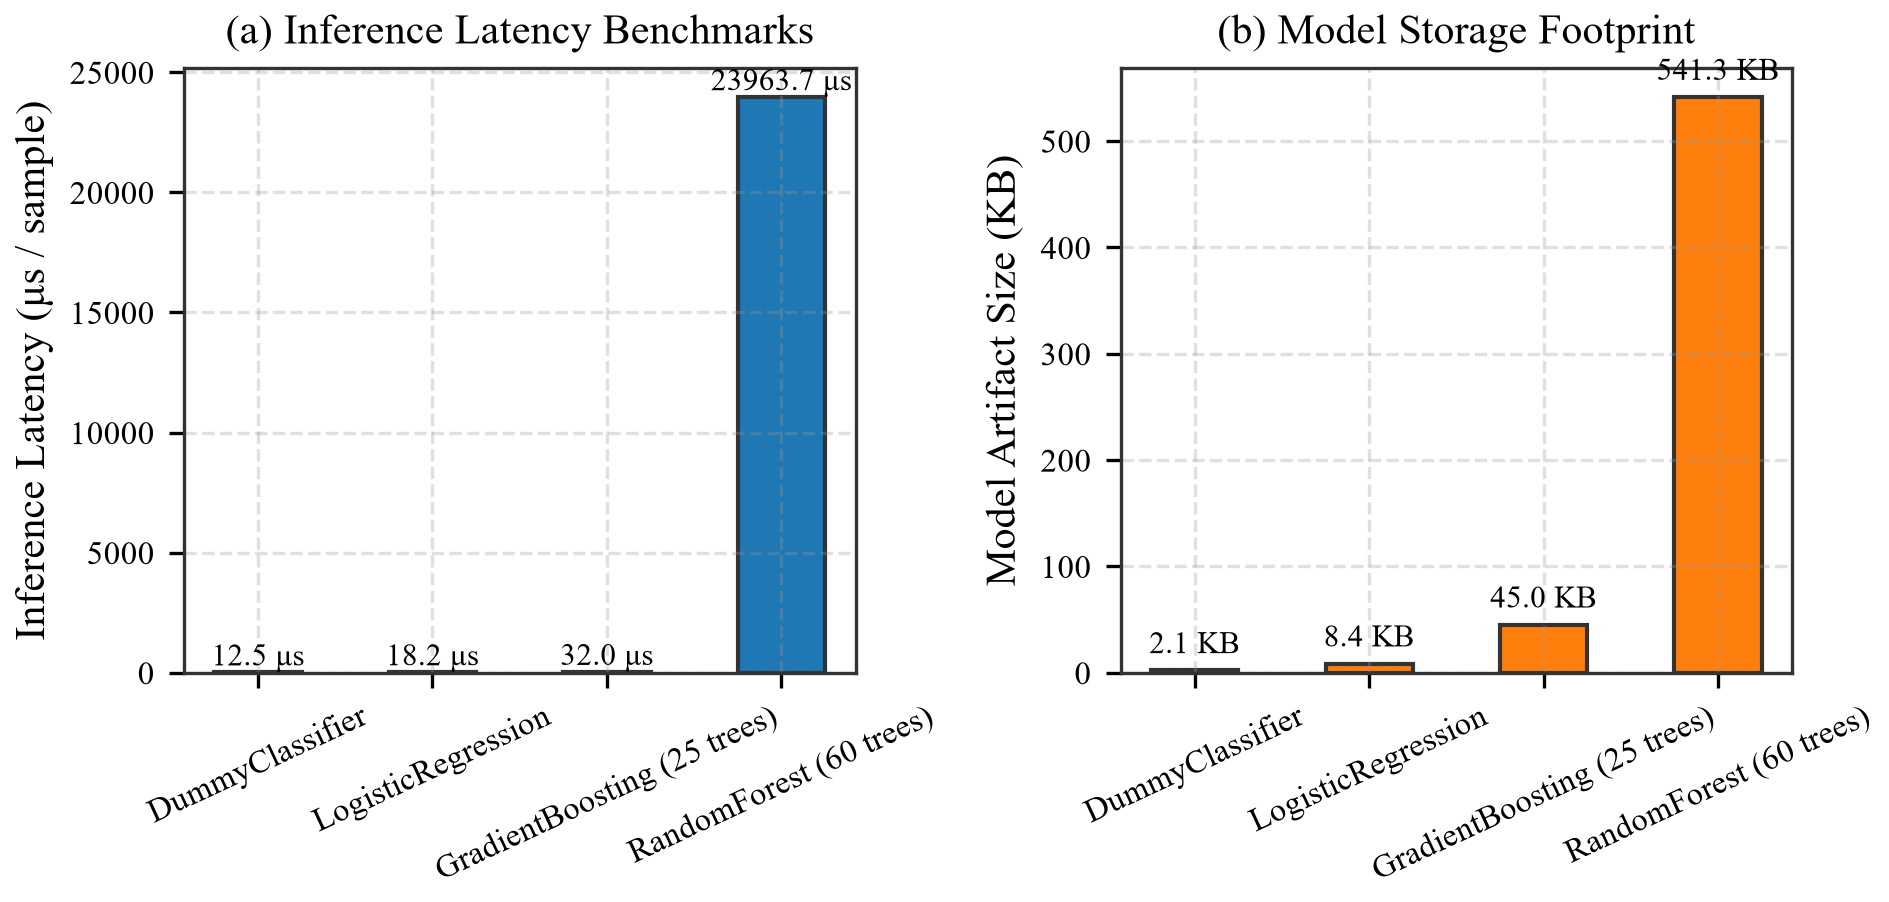 (a) Inference Latency Benchmarks
Inference Latency (µs / sample)
25000
20000
15000
10000
5000
0
12.5 µs
18.2 µs
32.0 µs
23963.7 µs
DummyClassifier
LogisticRegression
GradientBoosting (25 trees)
RandomForest (60 trees)
(b) Model Storage Footprint
Model Artifact Size (KB)
500
400
300
200
100
0
2.1 KB
8.4 KB
45.0 KB
541.3 KB
DummyClassifier
LogisticRegression
GradientBoosting (25 trees)
RandomForest (60 trees)